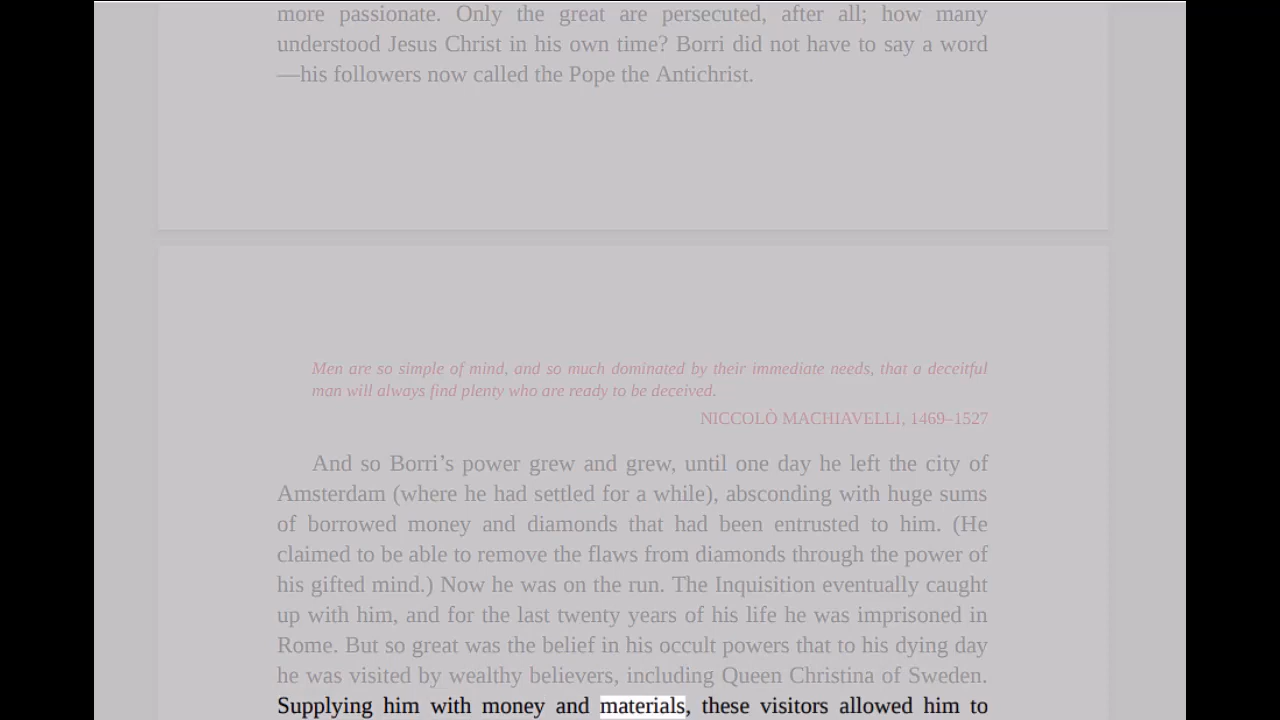 more passionate. Only the great are persecuted, after all; how many
understood Jesus Christ in his own time? Borri did not have to say a word
—his followers now called the Pope the Antichrist.
Men are so simple of mind, and so much dominated by their immediate needs, that a deceitful
man will always find plenty who are ready to be deceived.
NICCOLÒ MACHIAVELLI, 1469–1527
And so Borri’s power grew and grew, until one day he left the city of
Amsterdam (where he had settled for a while), absconding with huge sums
of borrowed money and diamonds that had been entrusted to him. (He
claimed to be able to remove the flaws from diamonds through the power of
his gifted mind.) Now he was on the run. The Inquisition eventually caught
up with him, and for the last twenty years of his life he was imprisoned in
Rome. But so great was the belief in his occult powers that to his dying day
he was visited by wealthy believers, including Queen Christina of Sweden.
Supplying him with money and materials, these visitors allowed him to